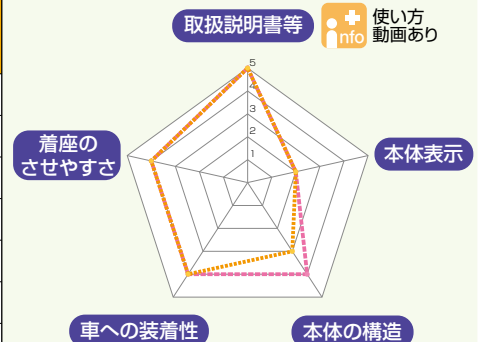 取扱説明書等
info
使い方
動画あり
5
4
3
2
1
着座の
させやすさ
本体表示
車への装着性
本体の構造